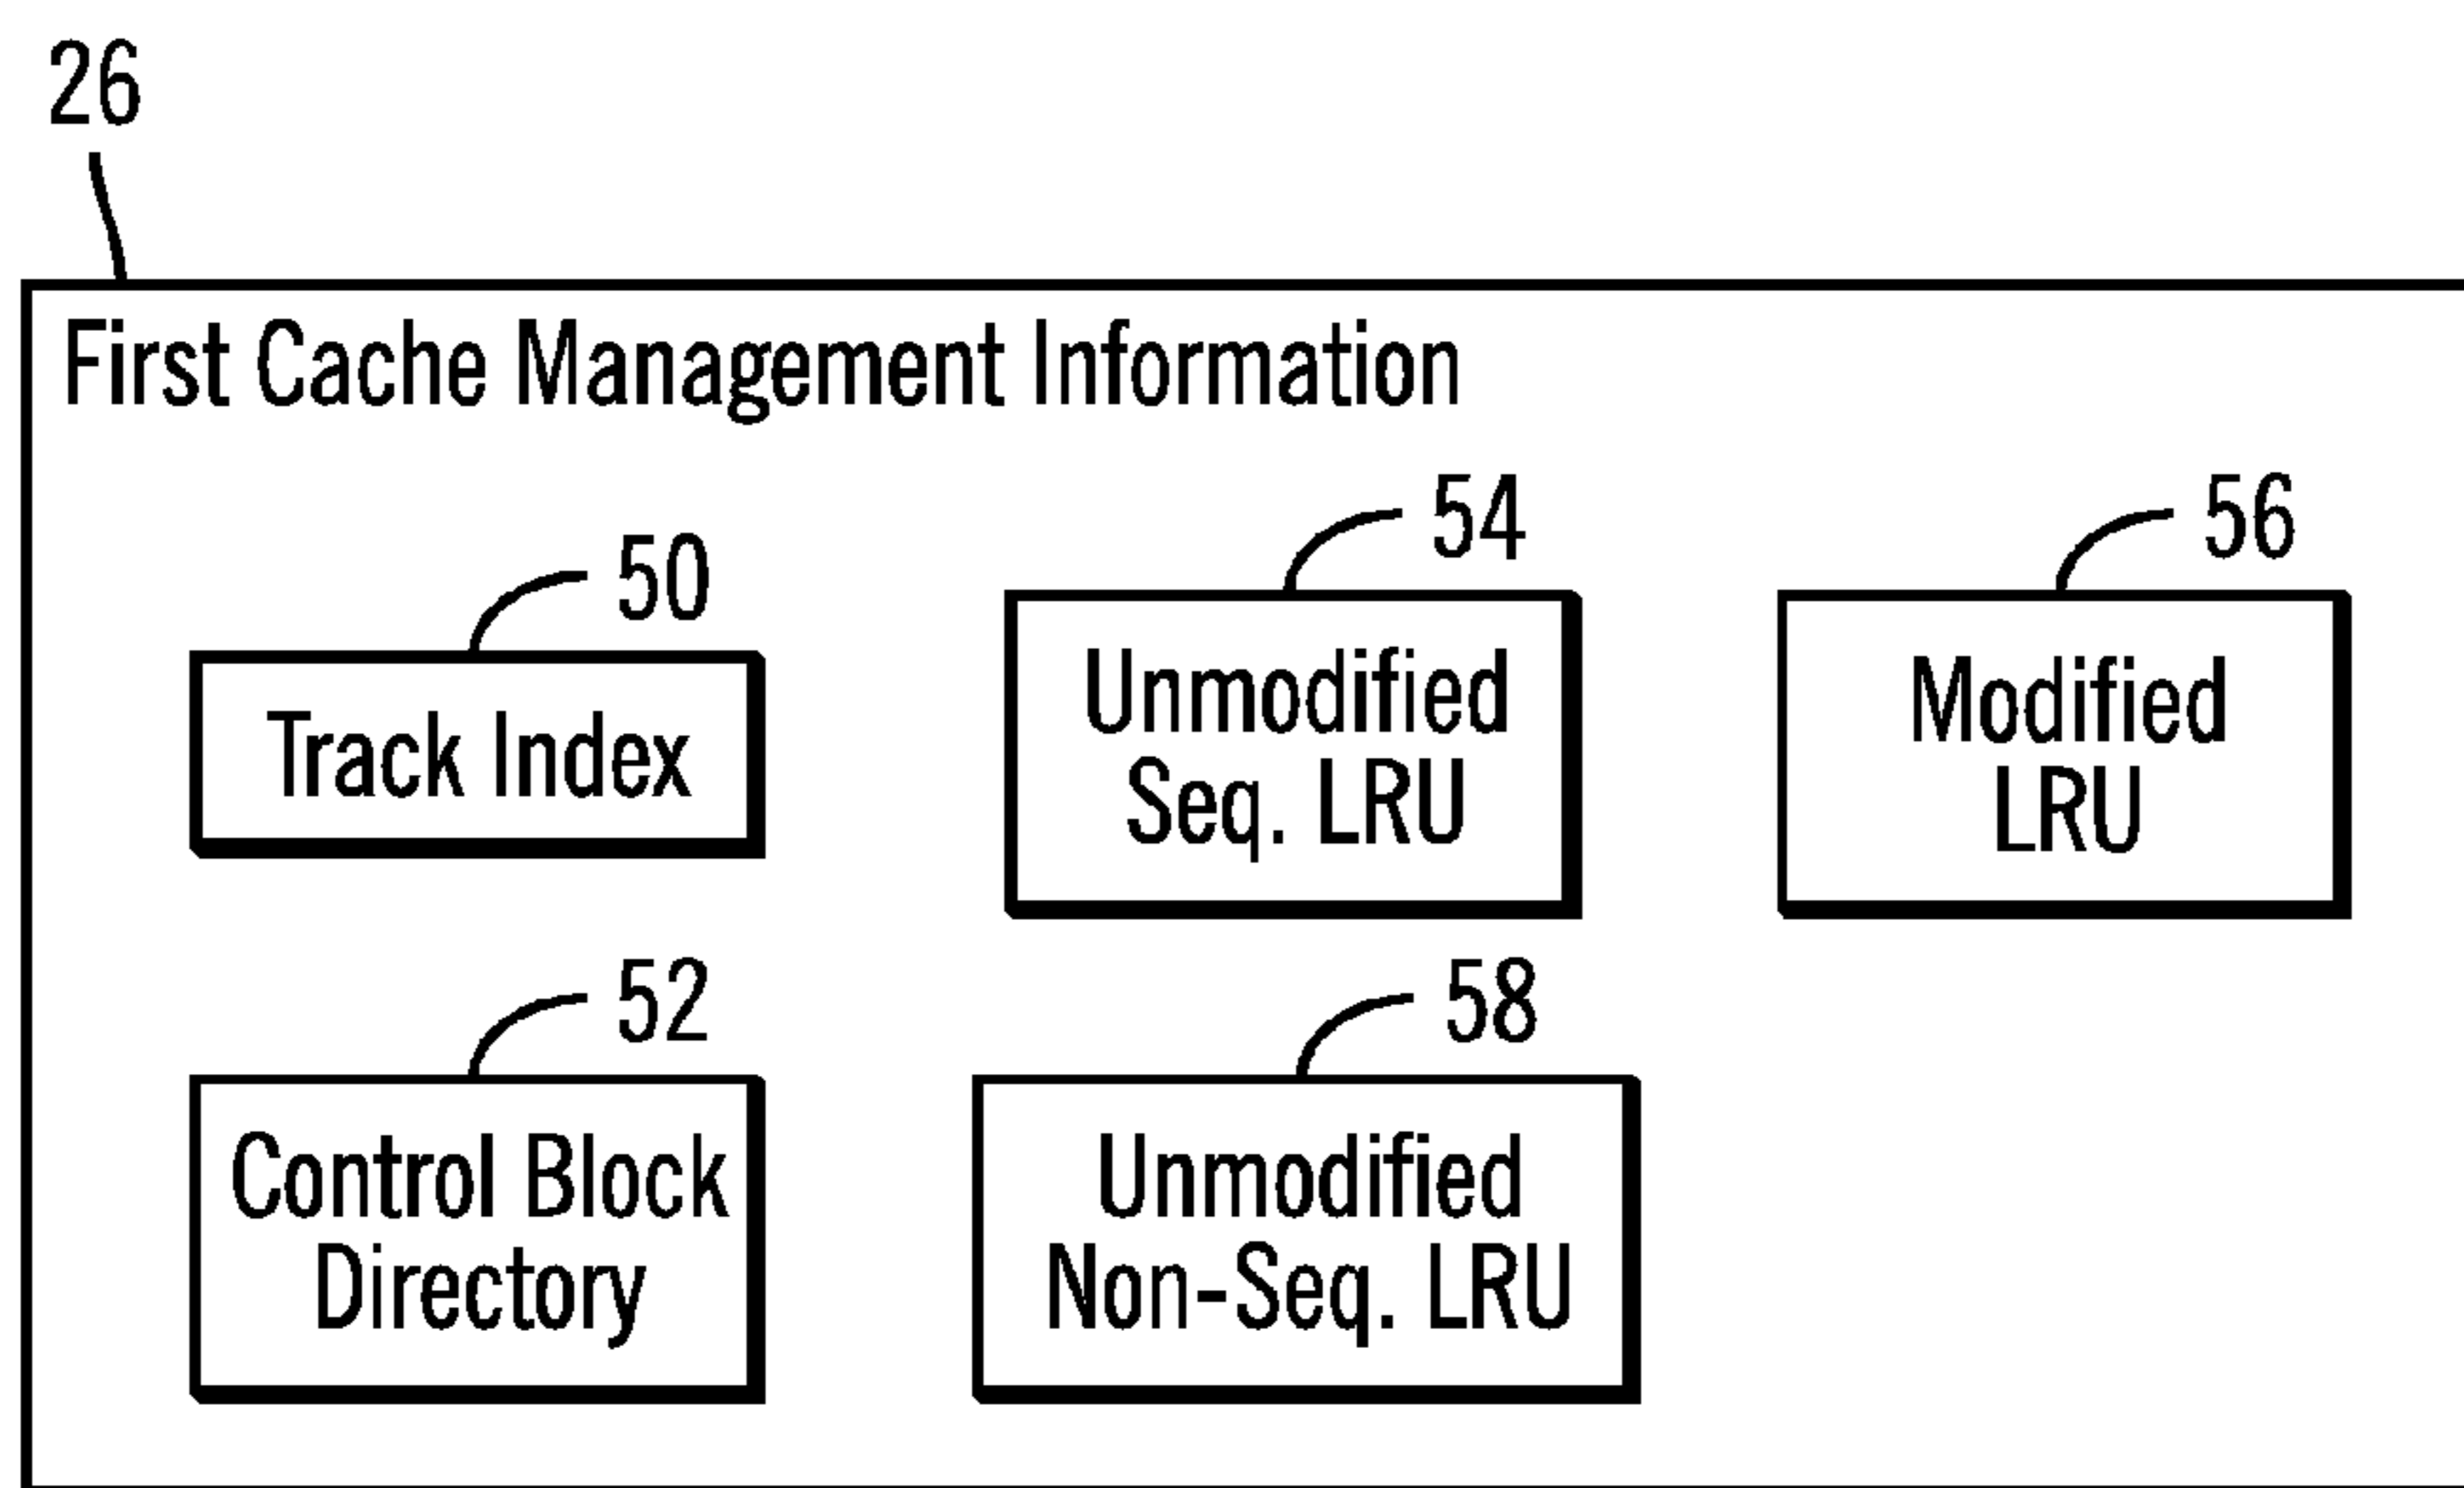 26
First Cache Management Information
50
Track Index
54
Unmodified
Seq. LRU
56
Modified
LRU
52
Control Block
Directory
58
Unmodified
Non-Seq. LRU